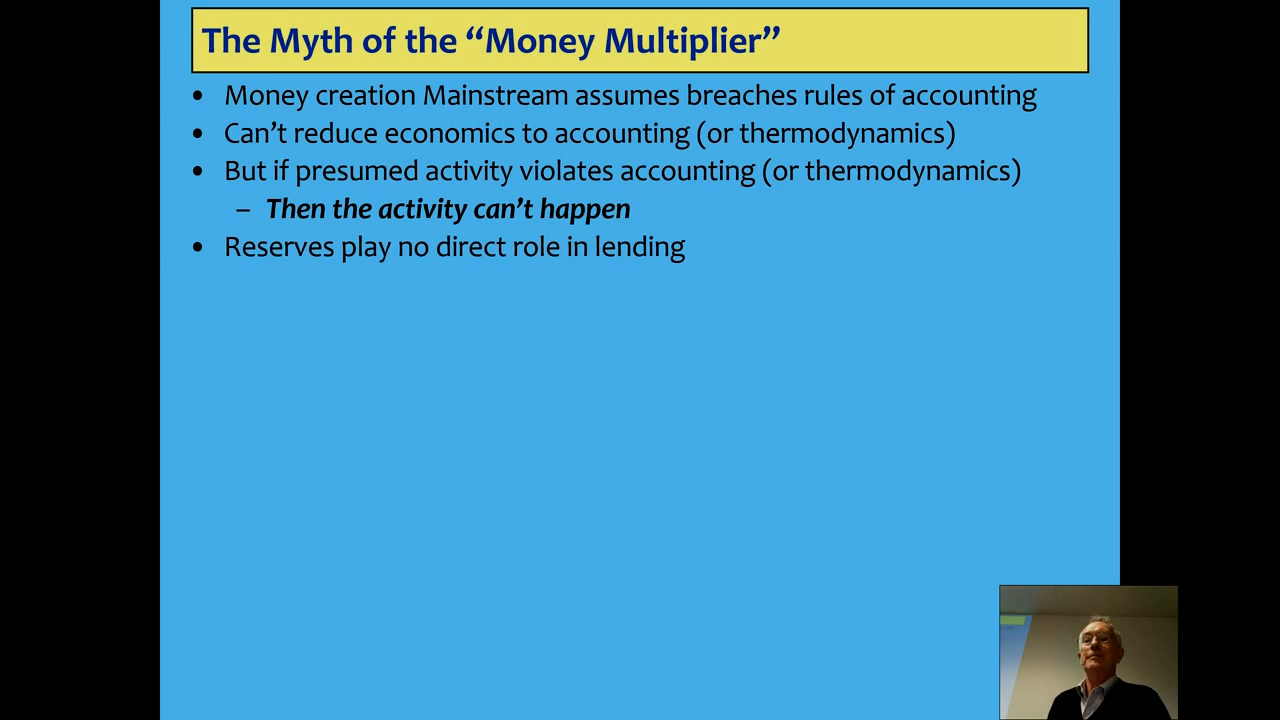 The Myth of the “Money Multiplier”
• Money creation Mainstream assumes breaches rules of accounting
• Can’t reduce economics to accounting (or thermodynamics)
• But if presumed activity violates accounting (or thermodynamics)
– Then the activity can’t happen
• Reserves play no direct role in lending